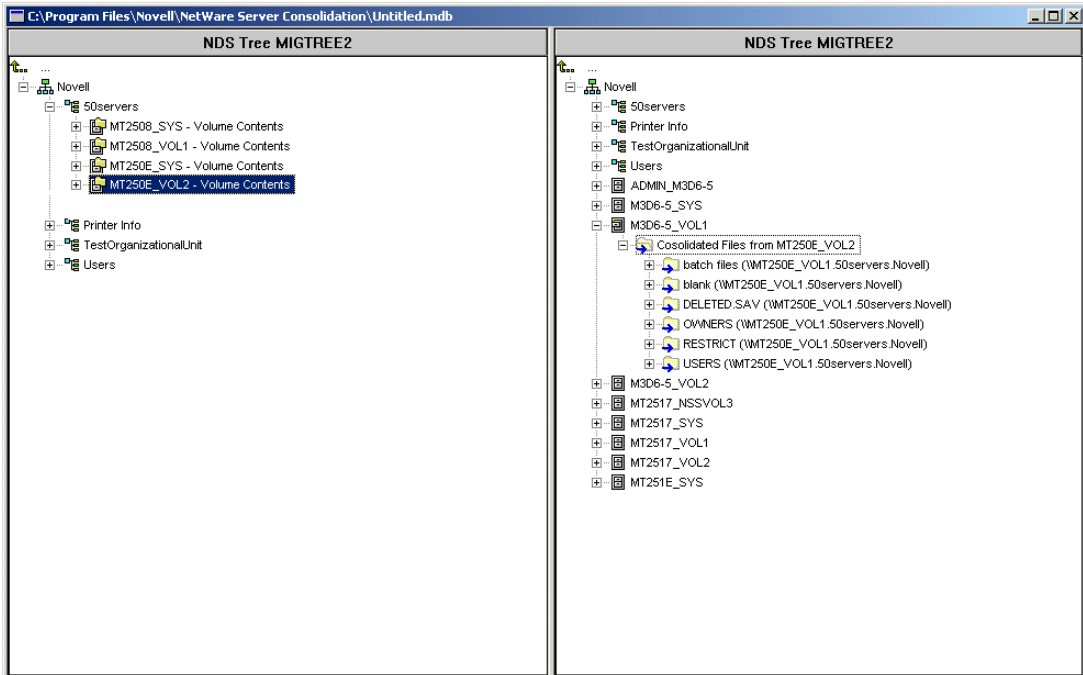 C:\Program Files\Novell\NetWare Server Consolidation\Untitled.mdb
NDS Tree MIGTREE2
...
Novell
50servers
MT2508_SYS - Volume Contents
MT2508_VOL1 - Volume Contents
MT250E_SYS - Volume Contents
MT250E_VOL2 - Volume Contents
Printer Info
TestOrganizationalUnit
Users
NDS Tree MIGTREE2
...
Novell
50servers
Printer Info
TestOrganizationalUnit
Users
ADMIN_M3D6-5
M3D6-5_SYS
M3D6-5_VOL1
Cosolidated Files from MT250E_VOL2
batch files (\\MT250E_VOL1.50servers.Novell)
blank (\\MT250E_VOL1.50servers.Novell)
DELETED.SAV (\\MT250E_VOL1.50servers.Novell)
OWNERS (\\MT250E_VOL1.50servers.Novell)
RESTRICT (\\MT250E_VOL1.50servers.Novell)
USERS (\\MT250E_VOL1.50servers.Novell)
M3D6-5_VOL2
MT2517_NSSVOL3
MT2517_SYS
MT2517_VOL1
MT2517_VOL2
MT251E_SYS